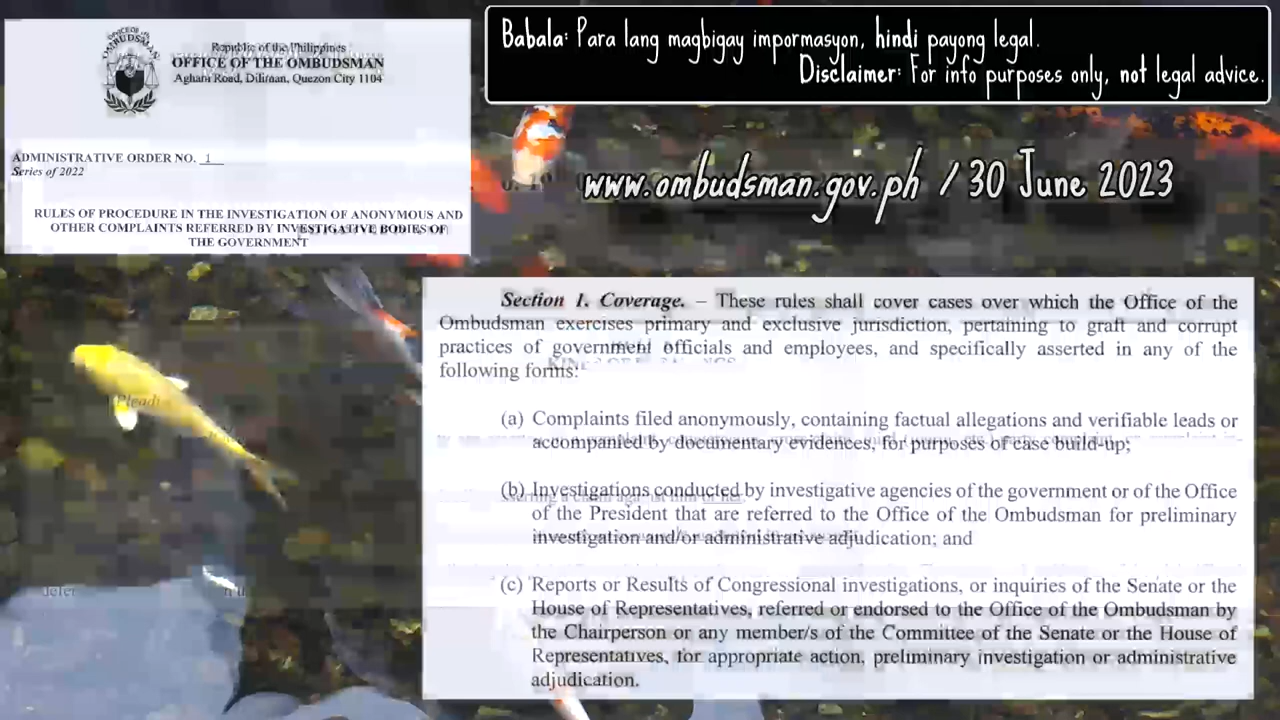 OFFICE OF THE
OMBUDSMAN
Republic of the Philippines
OFFICE OF THE OMBUDSMAN
Agham Road, Diliman, Quezon City 1104
ADMINISTRATIVE ORDER NO. 1
Series of 2022
RULES OF PROCEDURE IN THE INVESTIGATION OF ANONYMOUS AND
OTHER COMPLAINTS REFERRED BY INVESTIGATIVE BODIES OF
THE GOVERNMENT
Babala: Para lang magbigay impormasyon, hindi payong legal.
Disclaimer: For info purposes only, not legal advice.
www.ombudsman.gov.ph / 30 June 2023
Section 1. Coverage. – These rules shall cover cases over which the Office of the
Ombudsman exercises primary and exclusive jurisdiction, pertaining to graft and corrupt
practices of government officials and employees, and specifically asserted in any of the
following forms:
(a) Complaints filed anonymously, containing factual allegations and verifiable leads or
accompanied by documentary evidences, for purposes of case build-up;
(b) Investigations conducted by investigative agencies of the government or of the Office
of the President that are referred to the Office of the Ombudsman for preliminary
investigation and/or administrative adjudication; and
(c) Reports or Results of Congressional investigations, or inquiries of the Senate or the
House of Representatives, referred or endorsed to the Office of the Ombudsman by
the Chairperson or any member/s of the Committee of the Senate or the House of
Representatives, for appropriate action, preliminary investigation or administrative
adjudication.